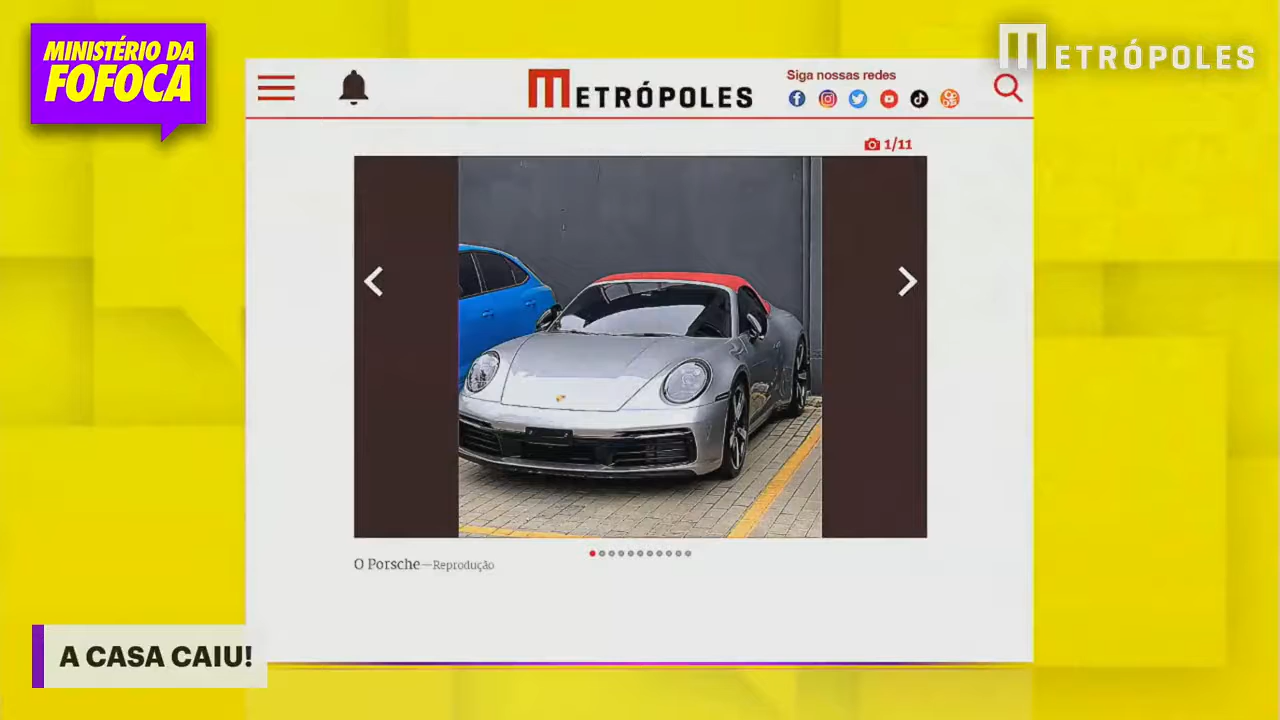 MINISTÉRIO DA
FOFOCA
METRÓPOLES
METRÓPOLES
Siga nossas redes
1/11
O Porsche—Reprodução
A CASA CAIU!